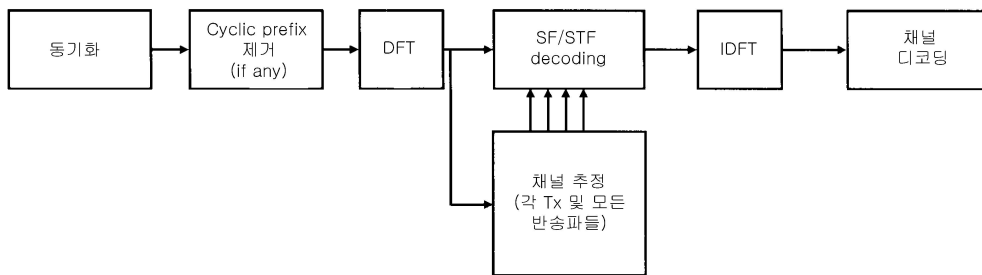 동기화
Cyclic prefix
제거
(if any)
DFT
SF/STF
decoding
IDFT
채널
디코딩
채널 추정
(각 Tx 및 모든
반송파들)